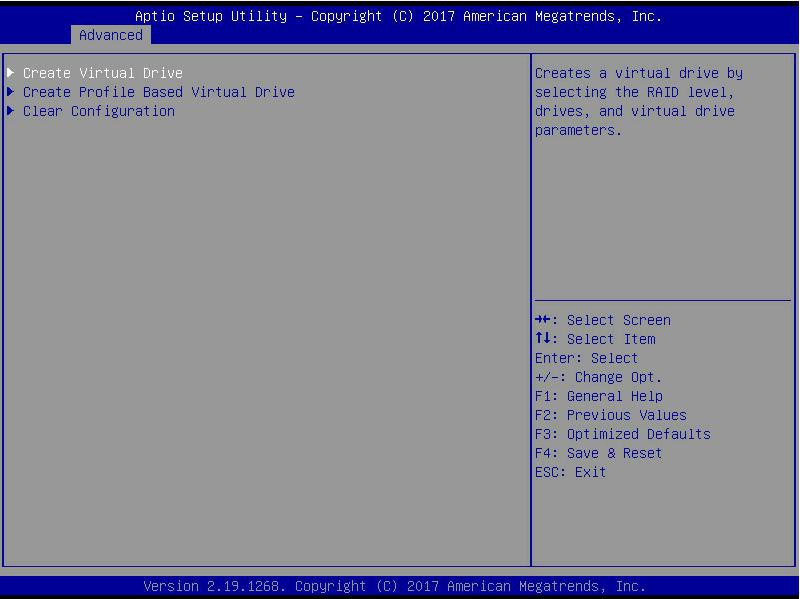 Aptio Setup Utility – Copyright (C) 2017 American Megatrends, Inc.
Advanced
Create Virtual Drive
Create Profile Based Virtual Drive
Clear Configuration
Creates a virtual drive by
selecting the RAID level,
drives, and virtual drive
parameters.
→←: Select Screen
↑↓: Select Item
Enter: Select
+/-: Change Opt.
F1: General Help
F2: Previous Values
F3: Optimized Defaults
F4: Save & Reset
ESC: Exit
Version 2.19.1268. Copyright (C) 2017 American Megatrends, Inc.